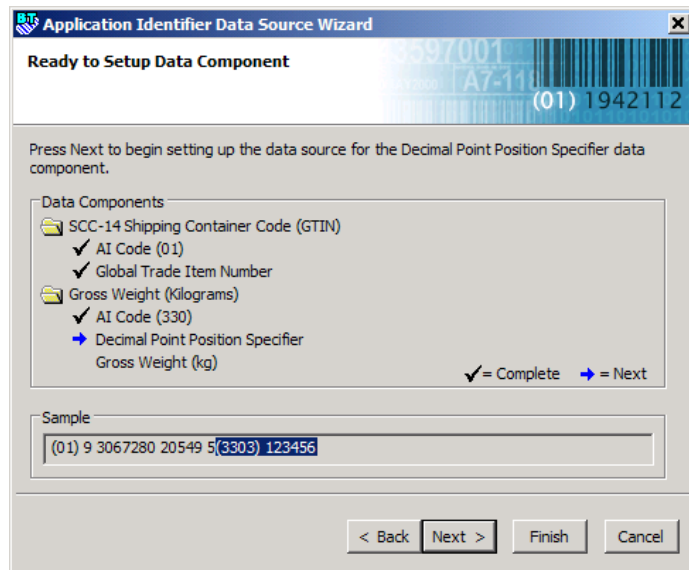 Application Identifier Data Source Wizard
Ready to Setup Data Component
3597001
A7-118
(01) 1942112
Press Next to begin setting up the data source for the Decimal Point Position Specifier data
component.
Data Components
SCC-14 Shipping Container Code (GTIN)
AI Code (01)
Global Trade Item Number
Gross Weight (Kilograms)
AI Code (330)
Decimal Point Position Specifier
Gross Weight (kg)
= Complete = Next
Sample
(01) 9 3067280 20549 5(3303) 123456
< Back Next > Finish Cancel